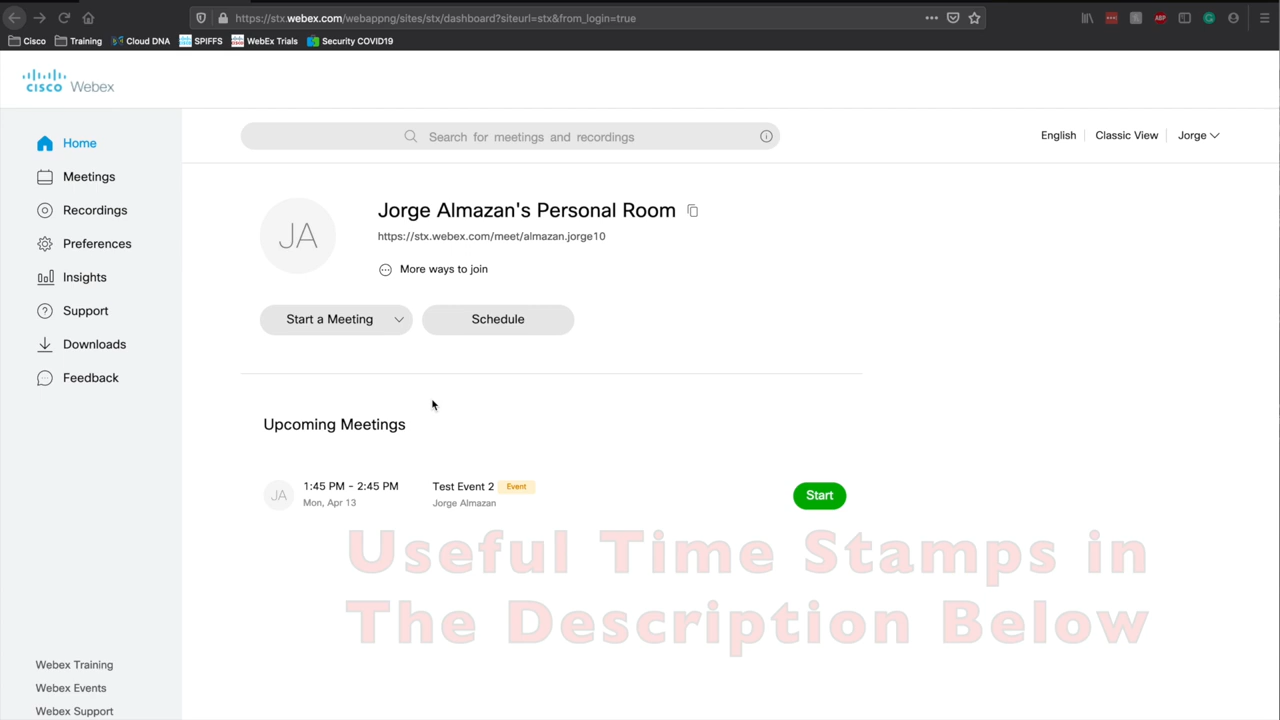 https://stx.webex.com/webappng/sites/stx/dashboard?siteurl=stx&from_login=true
Cisco Training Cloud DNA SPIFFS WebEx Trials Security COVID19
ABP
cisco Webex
Home
Meetings
Recordings
Preferences
Insights
Support
Downloads
Feedback
Webex Training
Webex Events
Webex Support
Search for meetings and recordings
English Classic View Jorge
JA
Jorge Almazan's Personal Room
https://stx.webex.com/meet/almazan.jorge10
More ways to join
Start a Meeting Schedule
Upcoming Meetings
JA
1:45 PM - 2:45 PM Test Event 2 Event
Mon, Apr 13 Jorge Almazan
Start
Useful Time Stamps in
The Description Below